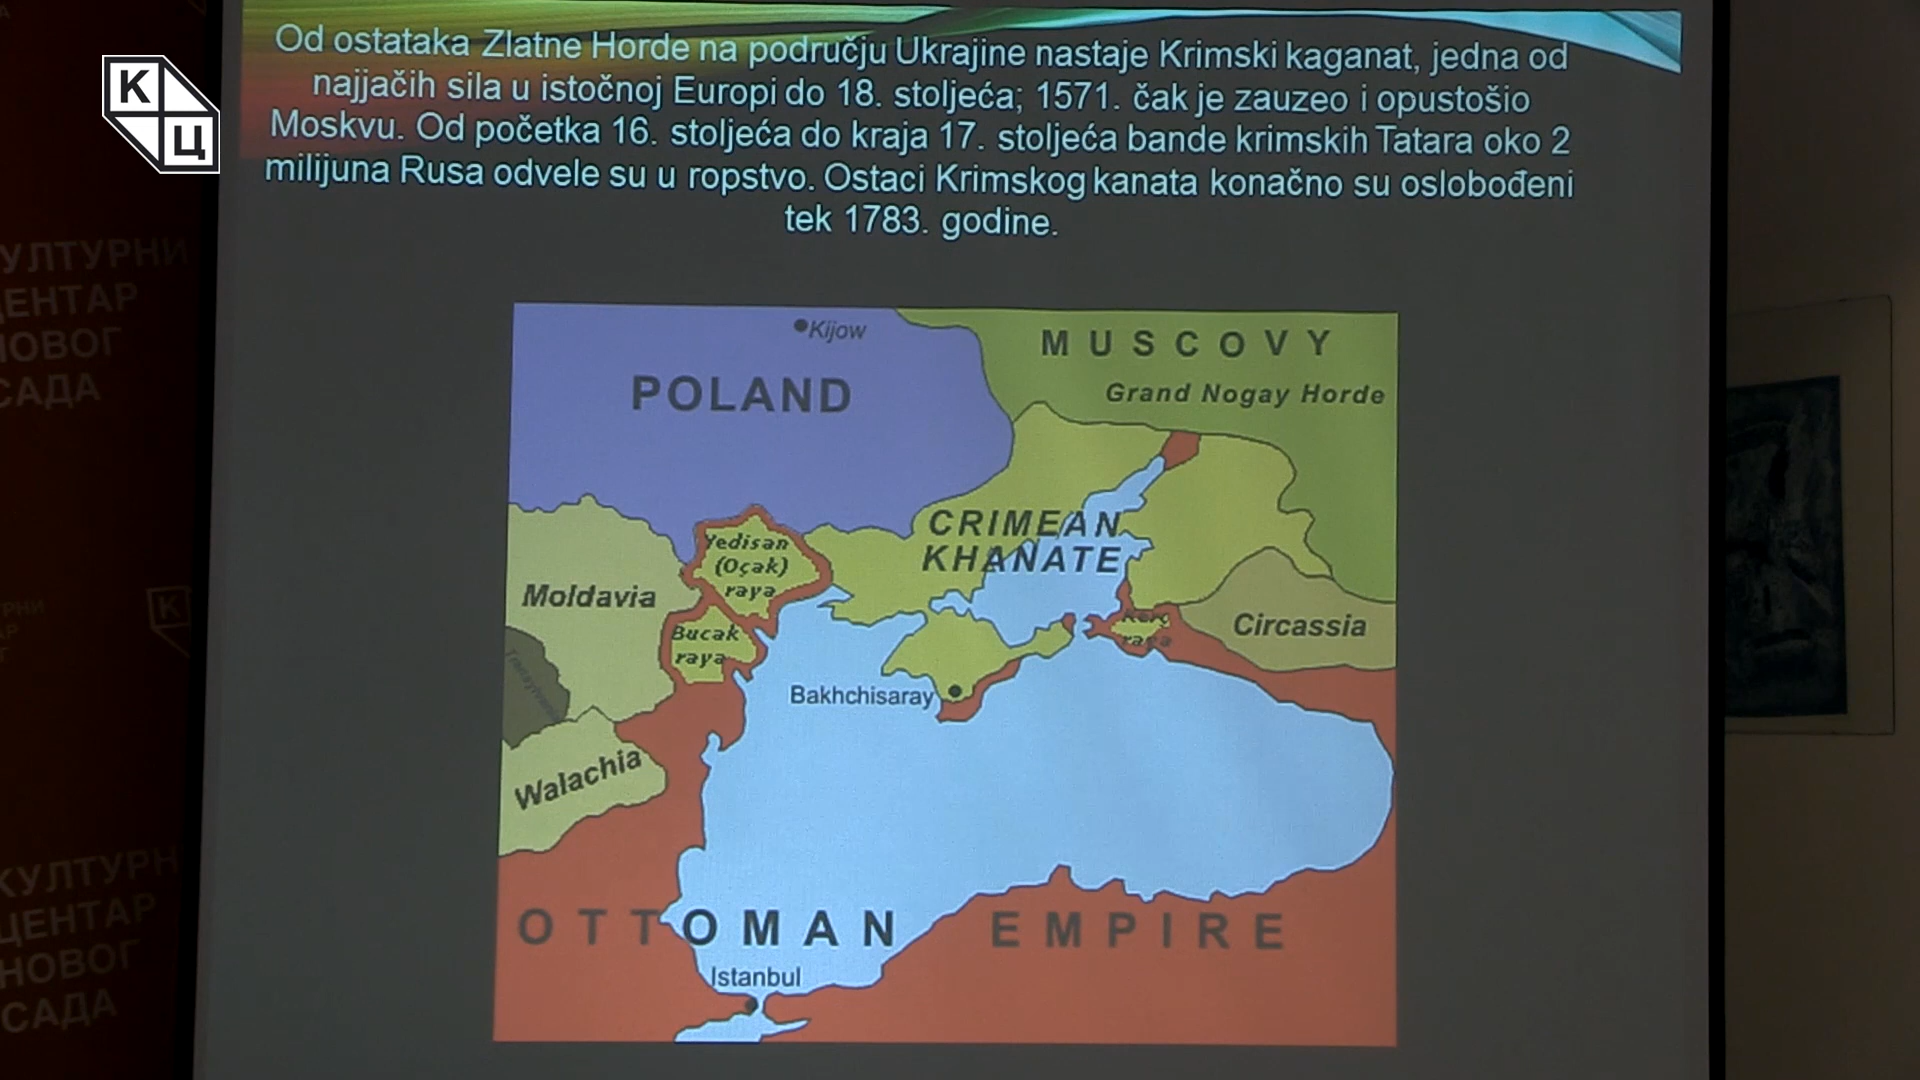 Od ostataka Zlatne Horde na području Ukrajine nastaje Krimski kaganat, jedna od
najjačih sila u istočnoj Europi do 18. stoljeća; 1571. čak je zauzeo i opustošio
Moskvu. Od početka 16. stoljeća do kraja 17. stoljeća bande krimskih Tatara oko 2
milijuna Rusa odvele su u ropstvo. Ostaci Krimskog kanata konačno su oslobođeni
tek 1783. godine.
К
Ц
Kijow
MUSCOVY
POLAND
Grand Nogay Horde
CRIMEAN
KHANATE
Yedisan
(Oçak)
raya
Moldavia
Bucak
raya
Circassia
Bakhchisaray
Walachia
OTTOMAN EMPIRE
Istanbul
КУЛТУРНИ
ЦЕНТАР
НОВОГ
САДА
К
КУЛТУРН
ЦЕНТАР
НОВОГ
САДА